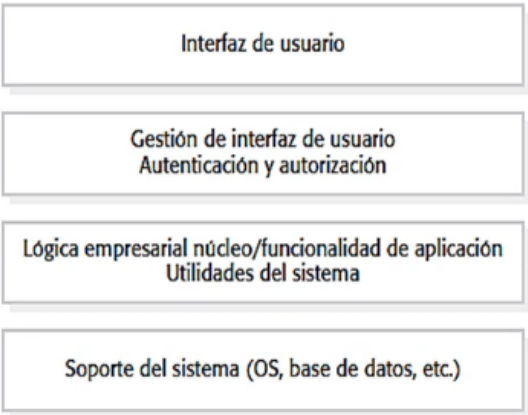 Interfaz de usuario
Gestión de interfaz de usuario
Autenticación y autorización
Lógica empresarial núcleo/funcionalidad de aplicación
Utilidades del sistema
Soporte del sistema (OS, base de datos, etc.)